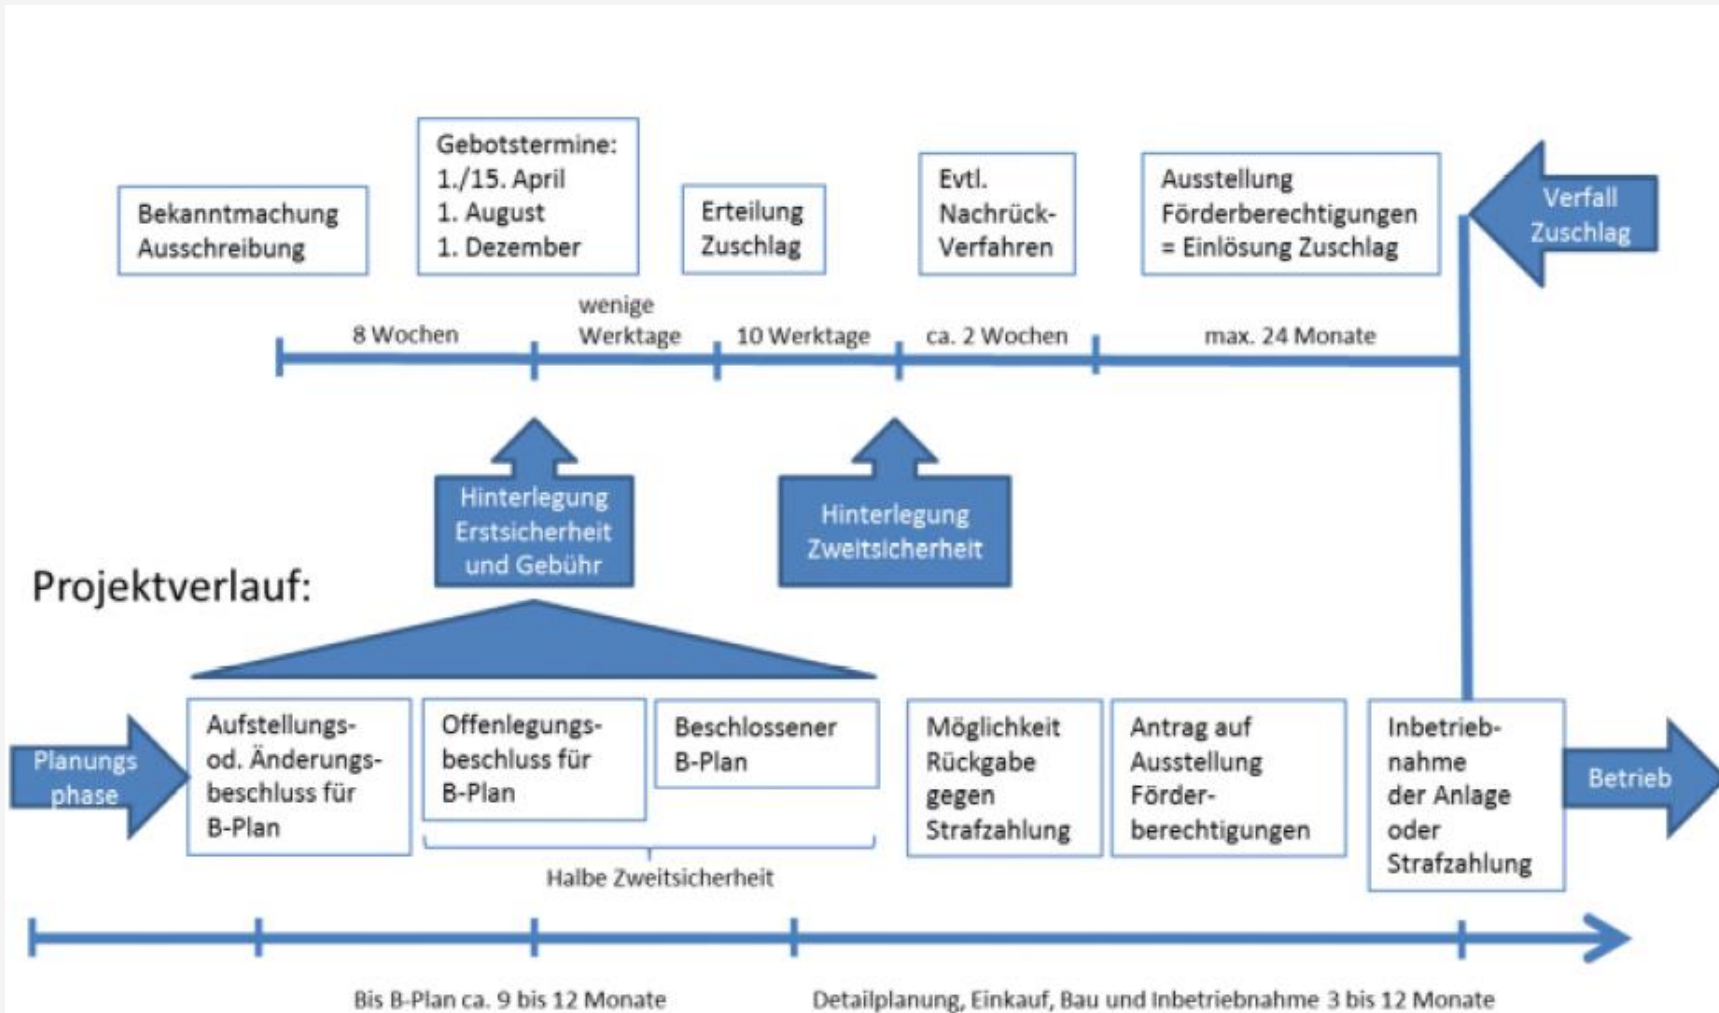 Bekanntmachung
Ausschreibung
Gebotstermine:
1./15. April
1. August
1. Dezember
Erteilung
Zuschlag
Evtl.
Nachrück-
Verfahren
Ausstellung
Förderberechtigungen
= Einlösung Zuschlag
Verfall
Zuschlag
8 Wochen
wenige
Werktage
10 Werktage
ca. 2 Wochen
max. 24 Monate
Hinterlegung
Erstsicherheit
und Gebühr
Hinterlegung
Zweitsicherheit
Projektverlauf:
Planungs
phase
Aufstellungs-
od. Änderungs-
beschluss für
B-Plan
Offenlegungs-
beschluss für
B-Plan
Beschlossener
B-Plan
Möglichkeit
Rückgabe
gegen
Strafzahlung
Antrag auf
Ausstellung
Förder-
berechtigungen
Inbetrieb-
nahme
der Anlage
oder
Strafzahlung
Betrieb
Halbe Zweitsicherheit
Bis B-Plan ca. 9 bis 12 Monate
Detailplanung, Einkauf, Bau und Inbetriebnahme 3 bis 12 Monate